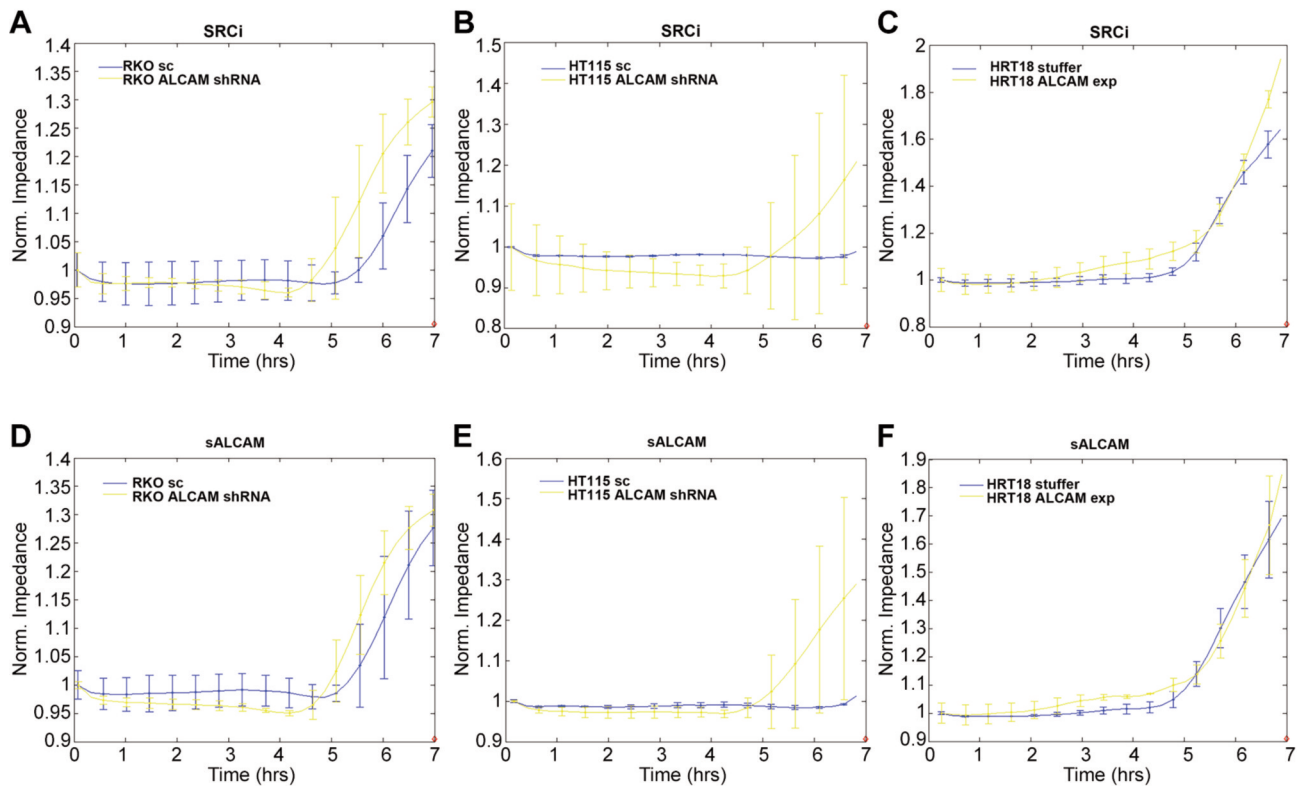 A
SRCi
RKO sc
RKO ALCAM shRNA
Norm. Impedance
1.4
1.35
1.3
1.25
1.2
1.15
1.1
1.05
1
0.95
0.9
0 1 2 3 4 5 6 7
Time (hrs)
B
SRCi
HT115 sc
HT115 ALCAM shRNA
Norm. Impedance
1.5
1.4
1.3
1.2
1.1
1
0.9
0.8
0 1 2 3 4 5 6 7
Time (hrs)
C
SRCi
HRT18 stuffer
HRT18 ALCAM exp
Norm. Impedance
2
1.8
1.6
1.4
1.2
1
0.8
0 1 2 3 4 5 6 7
Time (hrs)
D
sALCAM
RKO sc
RKO ALCAM shRNA
Norm. Impedance
1.4
1.35
1.3
1.25
1.2
1.15
1.1
1.05
1
0.95
0.9
0 1 2 3 4 5 6 7
Time (hrs)
E
sALCAM
HT115 sc
HT115 ALCAM shRNA
Norm. Impedance
1.6
1.5
1.4
1.3
1.2
1.1
1
0.9
0 1 2 3 4 5 6 7
Time (hrs)
F
sALCAM
HRT18 stuffer
HRT18 ALCAM exp
Norm. Impedance
1.9
1.8
1.7
1.6
1.5
1.4
1.3
1.2
1.1
1
0.9
0 1 2 3 4 5 6 7
Time (hrs)